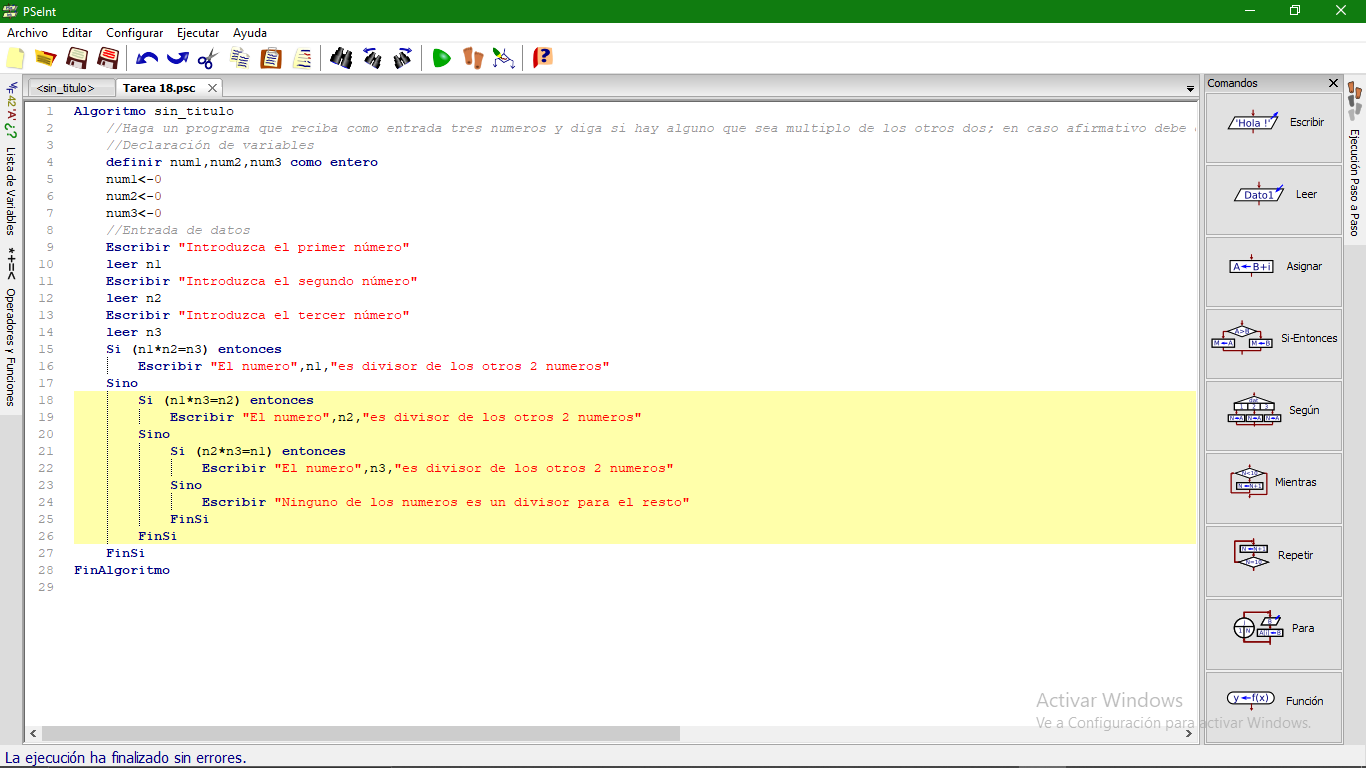 PSeInt
Archivo Editar Configurar Ejecutar Ayuda
<sin_titulo> Tarea 18.psc
Comandos
42 'A' ¿? Lista de Variables
*+=< Operadores y Funciones
1 Algoritmo sin_titulo
2 //Haga un programa que reciba como entrada tres numeros y diga si hay alguno que sea multiplo de los otros dos; en caso afirmativo debe
3 //Declaración de variables
4 definir num1,num2,num3 como entero
5 num1<-0
6 num2<-0
7 num3<-0
8 //Entrada de datos
9 Escribir "Introduzca el primer número"
10 leer n1
11 Escribir "Introduzca el segundo número"
12 leer n2
13 Escribir "Introduzca el tercer número"
14 leer n3
15 Si (n1*n2=n3) entonces
16 Escribir "El numero",n1,"es divisor de los otros 2 numeros"
17 Sino
18 Si (n1*n3=n2) entonces
19 Escribir "El numero",n2,"es divisor de los otros 2 numeros"
20 Sino
21 Si (n2*n3=n1) entonces
22 Escribir "El numero",n3,"es divisor de los otros 2 numeros"
23 Sino
24 Escribir "Ninguno de los numeros es un divisor para el resto"
25 FinSi
26 FinSi
27 FinSi
28 FinAlgoritmo
29
'Hola !' Escribir
Dato1 Leer
A←B+i Asignar
A>B M←A M←B Si-Entonces
Según
Mientras
Repetir
Para
y←f(x) Función
Ejecución Paso a Paso
Activar Windows
Ve a Configuración para activar Windows.
La ejecución ha finalizado sin errores.